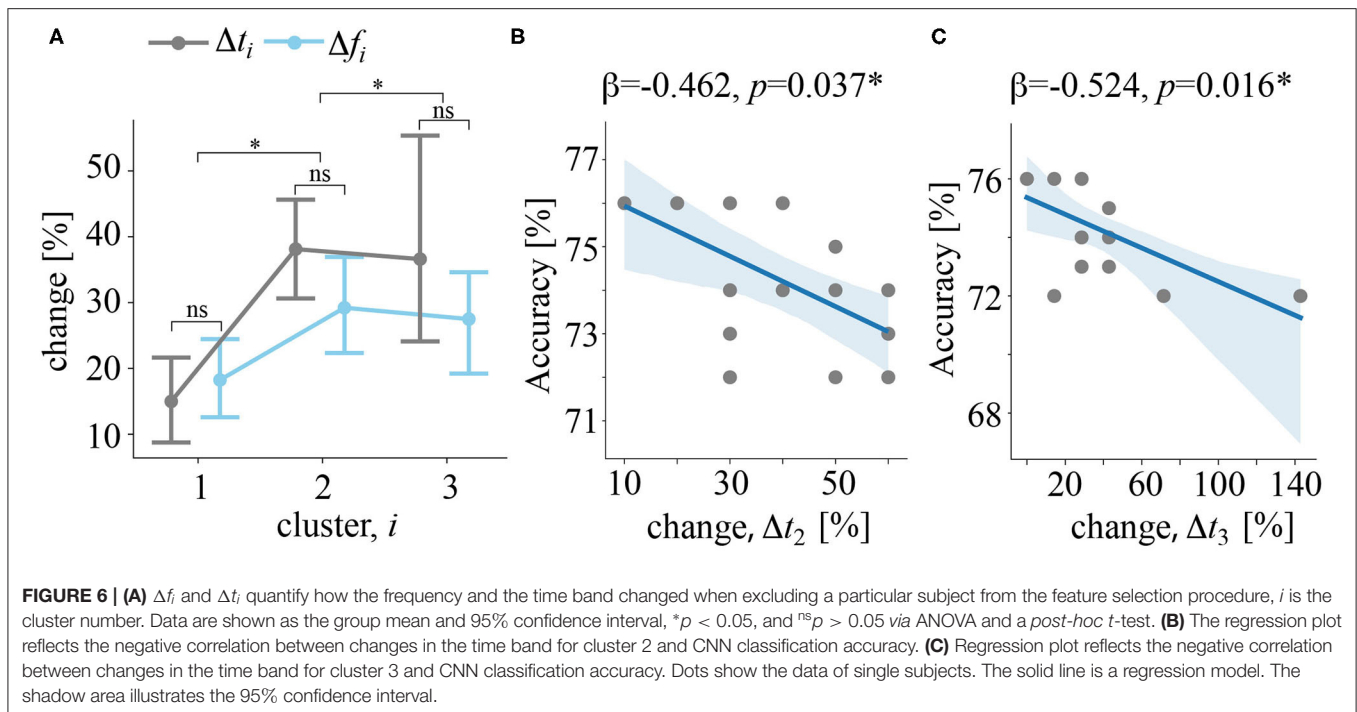 A
Δtᵢ Δfᵢ
*
ns
*
ns
ns
change [%]
50
40
30
20
10
1 2 3
cluster, i
B
β=-0.462, p=0.037*
Accuracy [%]
77
75
73
71
10 30 50
change, Δt₂ [%]
C
β=-0.524, p=0.016*
Accuracy [%]
76
72
68
20 60 100 140
change, Δt₃ [%]
FIGURE 6 | (A) Δfᵢ and Δtᵢ quantify how the frequency and the time band changed when excluding a particular subject from the feature selection procedure, i is the
cluster number. Data are shown as the group mean and 95% confidence interval, *p < 0.05, and ⁿˢp > 0.05 via ANOVA and a post-hoc t-test. (B) The regression plot
reflects the negative correlation between changes in the time band for cluster 2 and CNN classification accuracy. (C) Regression plot reflects the negative correlation
between changes in the time band for cluster 3 and CNN classification accuracy. Dots show the data of single subjects. The solid line is a regression model. The
shadow area illustrates the 95% confidence interval.